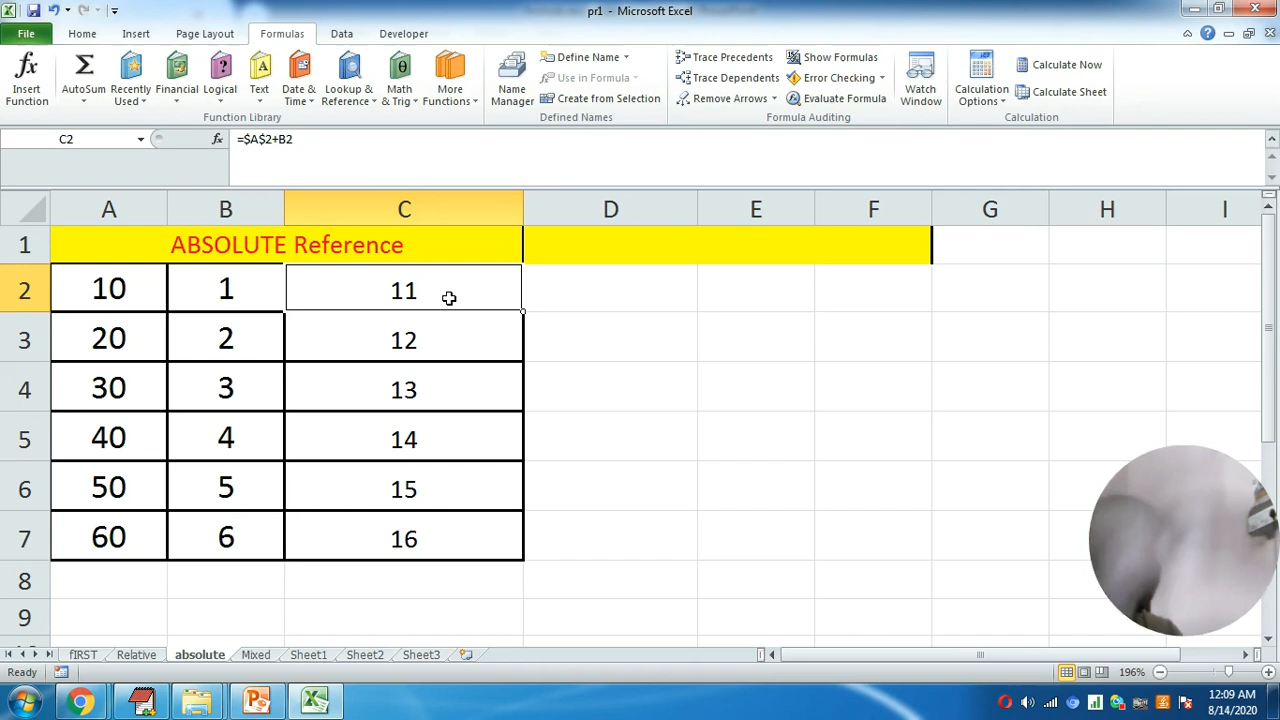 pr1 - Microsoft Excel
File Home Insert Page Layout Formulas Data Developer
Insert Function
AutoSum
Recently Used
Financial
Logical
Text
Date & Time
Lookup & Reference
Math & Trig
More Functions
Function Library
Name Manager
Define Name
Use in Formula
Create from Selection
Defined Names
Trace Precedents
Trace Dependents
Remove Arrows
Show Formulas
Error Checking
Evaluate Formula
Watch Window
Formula Auditing
Calculation Options
Calculate Now
Calculate Sheet
Calculation
C2 fx =$A$2+B2
A B C D E F G H I
1 ABSOLUTE Reference
2 10 1 11
3 20 2 12
4 30 3 13
5 40 4 14
6 50 5 15
7 60 6 16
8
9
fIRST Relative absolute Mixed Sheet1 Sheet2 Sheet3
Ready 196%
12:09 AM
8/14/2020